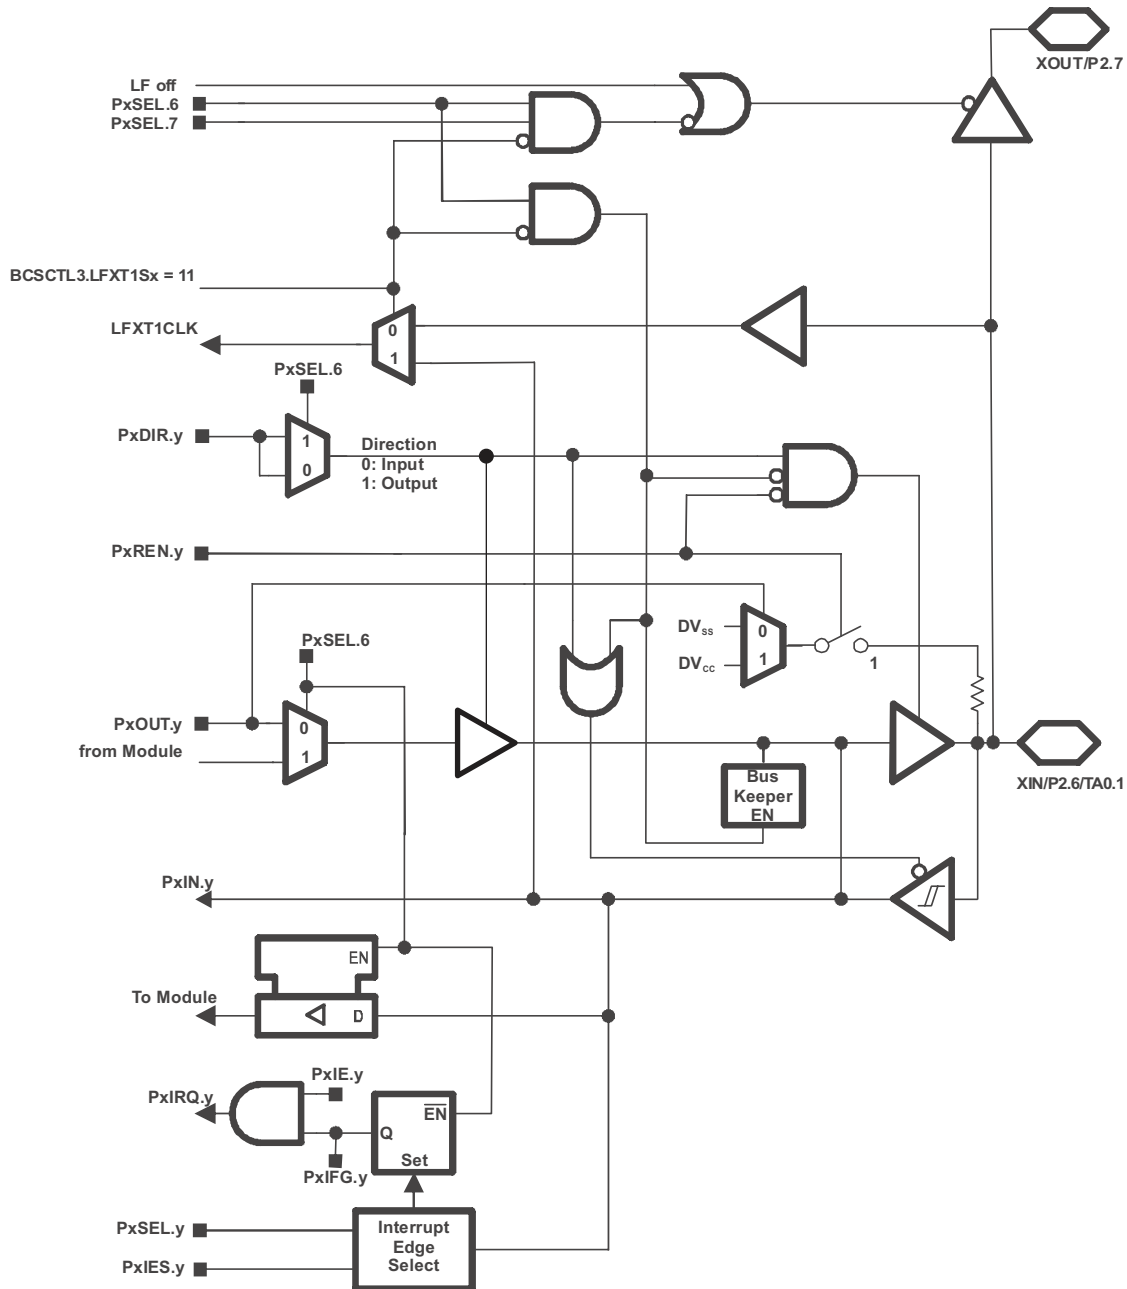 XOUT/P2.7
LF off
PxSEL.6
PxSEL.7
BCSCTL3.LFXT1Sx = 11
LFXT1CLK
0
1
PxSEL.6
PxDIR.y
1
0
Direction
0: Input
1: Output
PxREN.y
DVss
DVcc
0
1
1
PxSEL.6
PxOUT.y
from Module
0
1
Bus
Keeper
EN
XIN/P2.6/TA0.1
PxIN.y
EN
To Module
D
PxIE.y
PxIRQ.y
EN
Q
Set
PxIFG.y
PxSEL.y
PxIES.y
Interrupt
Edge
Select